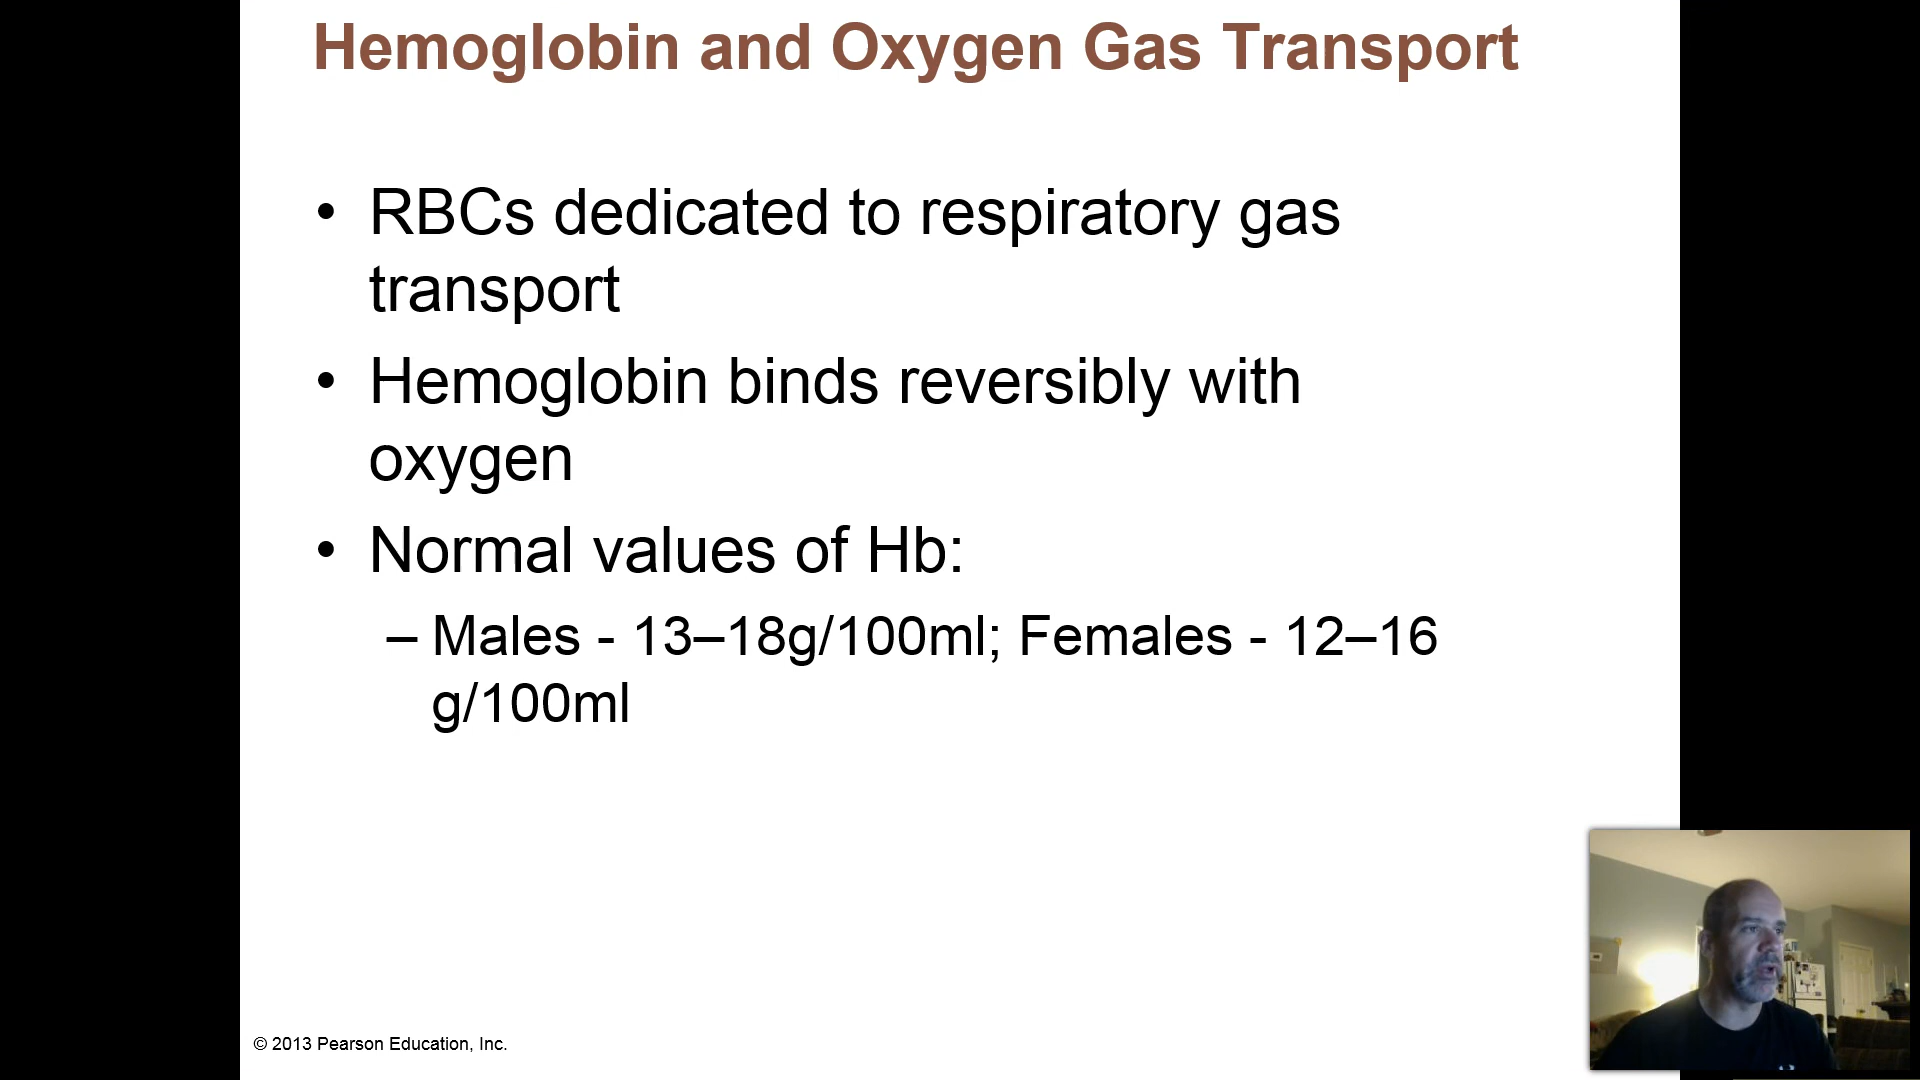 Hemoglobin and Oxygen Gas Transport
• RBCs dedicated to respiratory gas
transport
• Hemoglobin binds reversibly with
oxygen
• Normal values of Hb:
– Males - 13–18g/100ml; Females - 12–16
g/100ml
© 2013 Pearson Education, Inc.